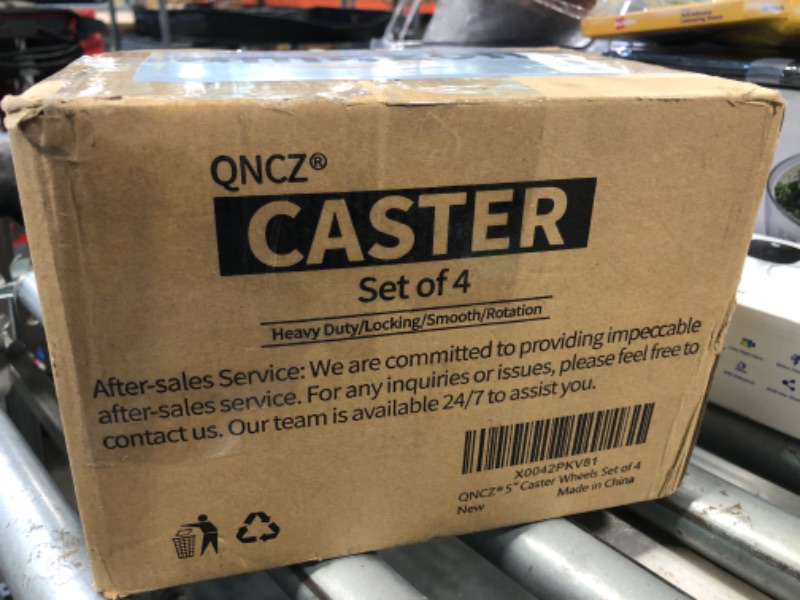 QNCZ®
CASTER
Set of 4
Heavy Duty/Locking/Smooth/Rotation
After-sales Service: We are committed to providing impeccable
after-sales service. For any inquiries or issues, please feel free to
contact us. Our team is available 24/7 to assist you.
X0042PKV81
QNCZ® 5" Caster Wheels Set of 4
New Made in China